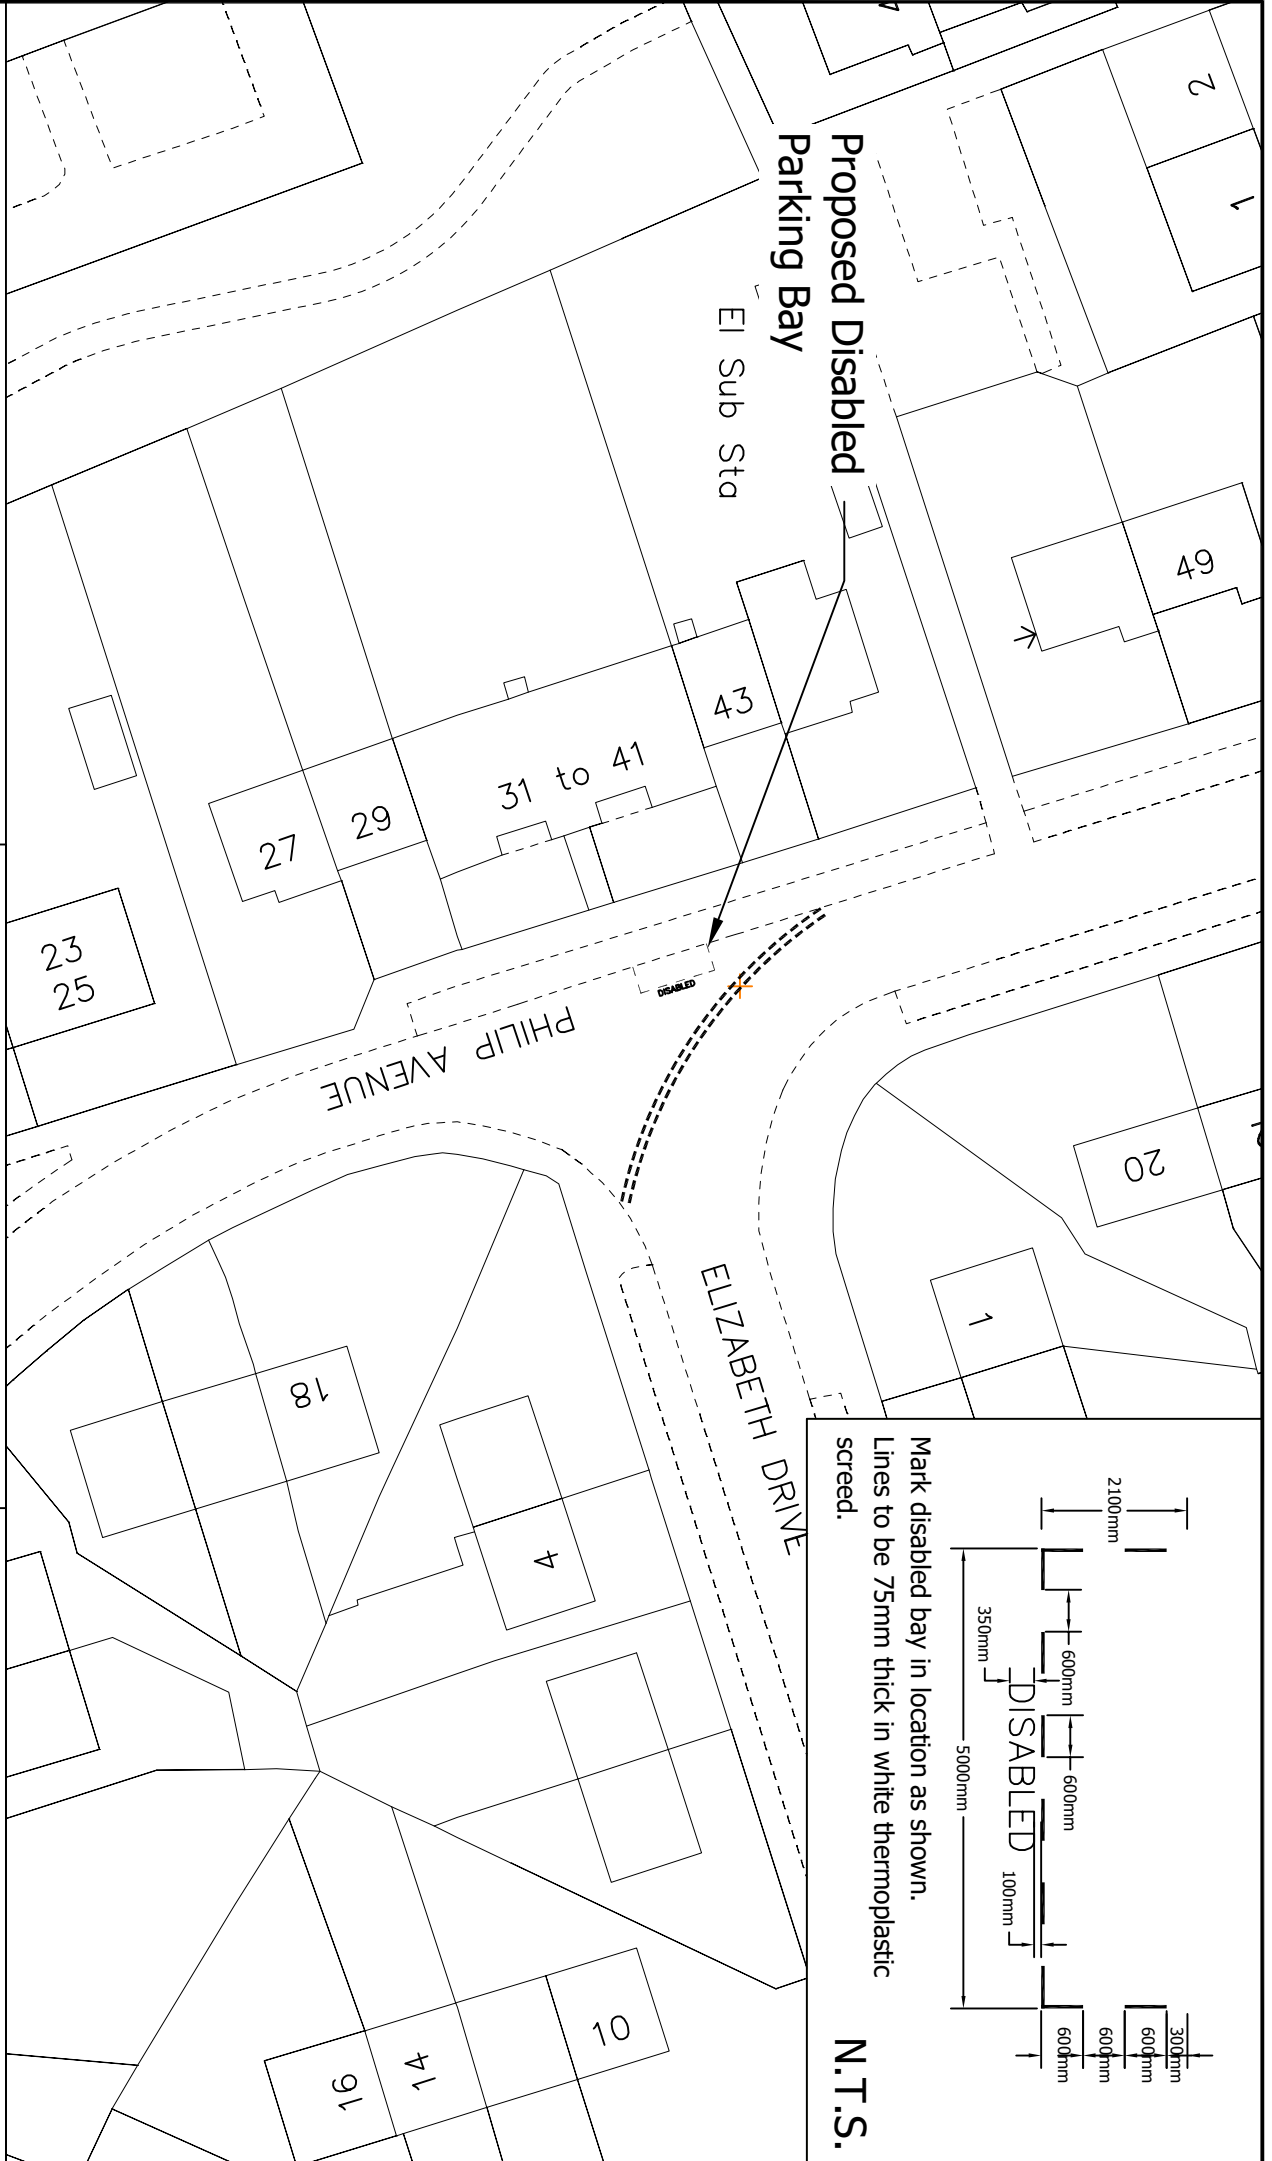 Proposed Disabled
Parking Bay
El Sub Sta
2
1
49
43
31 to 41
29
27
23
25
DISABLED
PHILIP AVENUE
ELIZABETH DRIVE
20
1
18
4
10
14
16
2100mm
600mm
600mm
350mm
DISABLED
100mm
5000mm
300mm
600mm
600mm
600mm
Mark disabled bay in location as shown.
Lines to be 75mm thick in white thermoplastic
screed.
N.T.S.